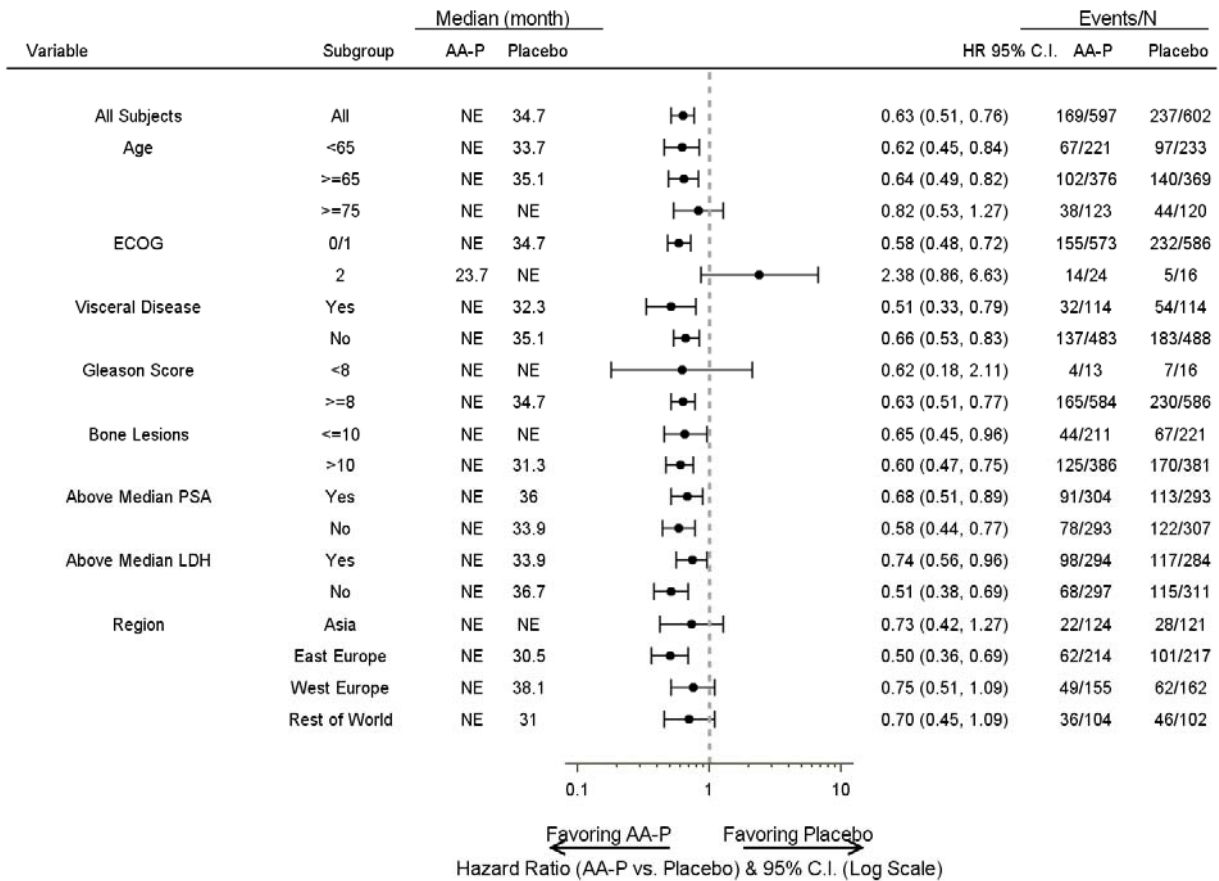 Median (month) Events/N
Variable Subgroup AA-P Placebo HR 95% C.I. AA-P Placebo
All Subjects All NE 34.7 0.63 (0.51, 0.76) 169/597 237/602
Age <65 NE 33.7 0.62 (0.45, 0.84) 67/221 97/233
>=65 NE 35.1 0.64 (0.49, 0.82) 102/376 140/369
>=75 NE NE 0.82 (0.53, 1.27) 38/123 44/120
ECOG 0/1 NE 34.7 0.58 (0.48, 0.72) 155/573 232/586
2 23.7 NE 2.38 (0.86, 6.63) 14/24 5/16
Visceral Disease Yes NE 32.3 0.51 (0.33, 0.79) 32/114 54/114
No NE 35.1 0.66 (0.53, 0.83) 137/483 183/488
Gleason Score <8 NE NE 0.62 (0.18, 2.11) 4/13 7/16
>=8 NE 34.7 0.63 (0.51, 0.77) 165/584 230/586
Bone Lesions <=10 NE NE 0.65 (0.45, 0.96) 44/211 67/221
>10 NE 31.3 0.60 (0.47, 0.75) 125/386 170/381
Above Median PSA Yes NE 36 0.68 (0.51, 0.89) 91/304 113/293
No NE 33.9 0.58 (0.44, 0.77) 78/293 122/307
Above Median LDH Yes NE 33.9 0.74 (0.56, 0.96) 98/294 117/284
No NE 36.7 0.51 (0.38, 0.69) 68/297 115/311
Region Asia NE NE 0.73 (0.42, 1.27) 22/124 28/121
East Europe NE 30.5 0.50 (0.36, 0.69) 62/214 101/217
West Europe NE 38.1 0.75 (0.51, 1.09) 49/155 62/162
Rest of World NE 31 0.70 (0.45, 1.09) 36/104 46/102
0.1 1 10
Favoring AA-P Favoring Placebo
Hazard Ratio (AA-P vs. Placebo) & 95% C.I. (Log Scale)